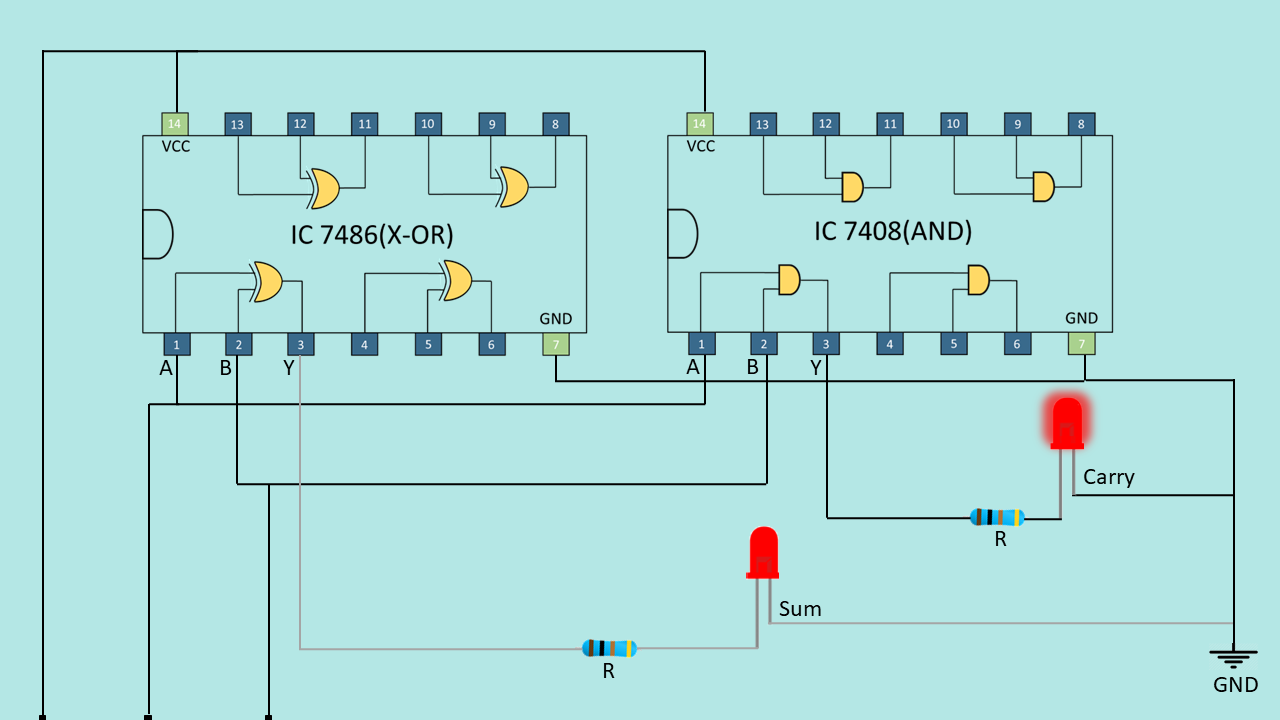 14 13 12 11 10 9 8
VCC
IC 7486(X-OR)
GND
1 2 3 4 5 6 7
A B Y
14 13 12 11 10 9 8
VCC
IC 7408(AND)
GND
1 2 3 4 5 6 7
A B Y
Carry
R
Sum
R
GND